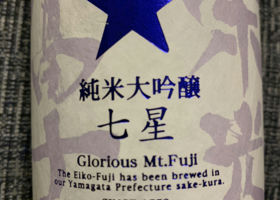 純米大吟醸
七星
Glorious Mt.Fuji
The Eiko-Fuji has been brewed in
our Yamagata Prefecture sake-kura.